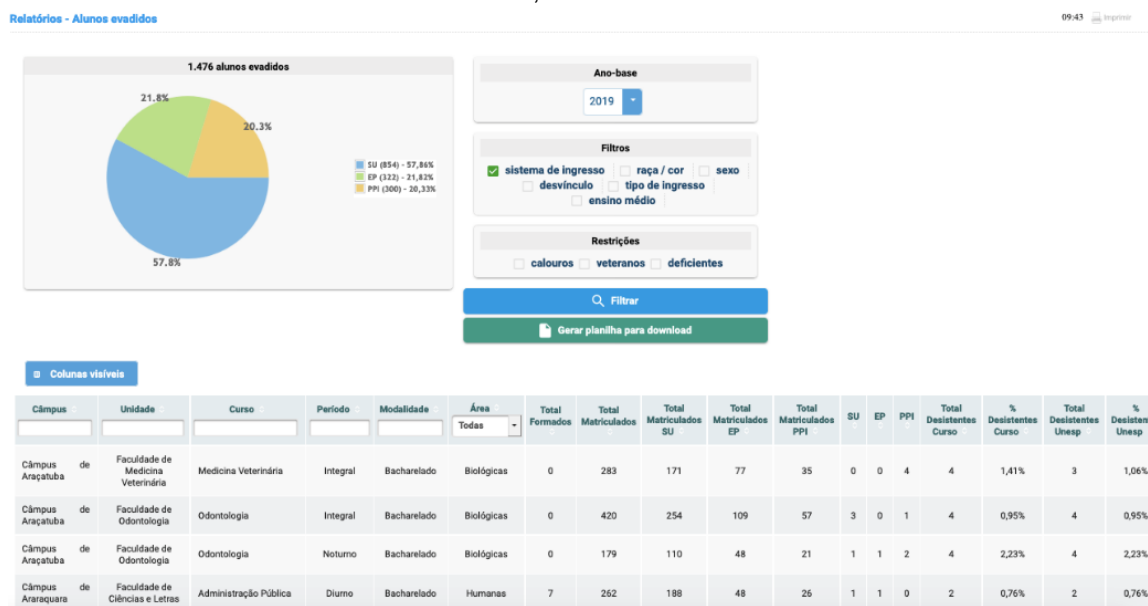 Relatórios - Alunos evadidos
09:43 Imprimir
1.476 alunos evadidos
21.8%
20.3%
57.8%
SU (854) - 57,86%
EP (322) - 21,82%
PPI (300) - 20,33%
Ano-base
2019
Filtros
sistema de ingresso raça / cor sexo
desvínculo tipo de ingresso
ensino médio
Restrições
calouros veteranos deficientes
Filtrar
Gerar planilha para download
Colunas visíveis
Câmpus Unidade Curso Período Modalidade Área Todas Total Formados Total Matriculados Total Matriculados SU Total Matriculados EP Total Matriculados PPI SU EP PPI Total Desistentes Curso % Desistentes Curso Total Desistentes Unesp % Desisten Unesp
Câmpus de Araçatuba Faculdade de Medicina Veterinária Medicina Veterinária Integral Bacharelado Biológicas 0 283 171 77 35 0 0 4 4 1,41% 3 1,06%
Câmpus de Araçatuba Faculdade de Odontologia Odontologia Integral Bacharelado Biológicas 0 420 254 109 57 3 0 1 4 0,95% 4 0,95%
Câmpus de Araçatuba Faculdade de Odontologia Odontologia Noturno Bacharelado Biológicas 0 179 110 48 21 1 1 2 4 2,23% 4 2,23%
Câmpus de Araraquara Faculdade de Ciências e Letras Administração Pública Diurno Bacharelado Humanas 7 262 188 48 26 1 1 0 2 0,76% 2 0,76%